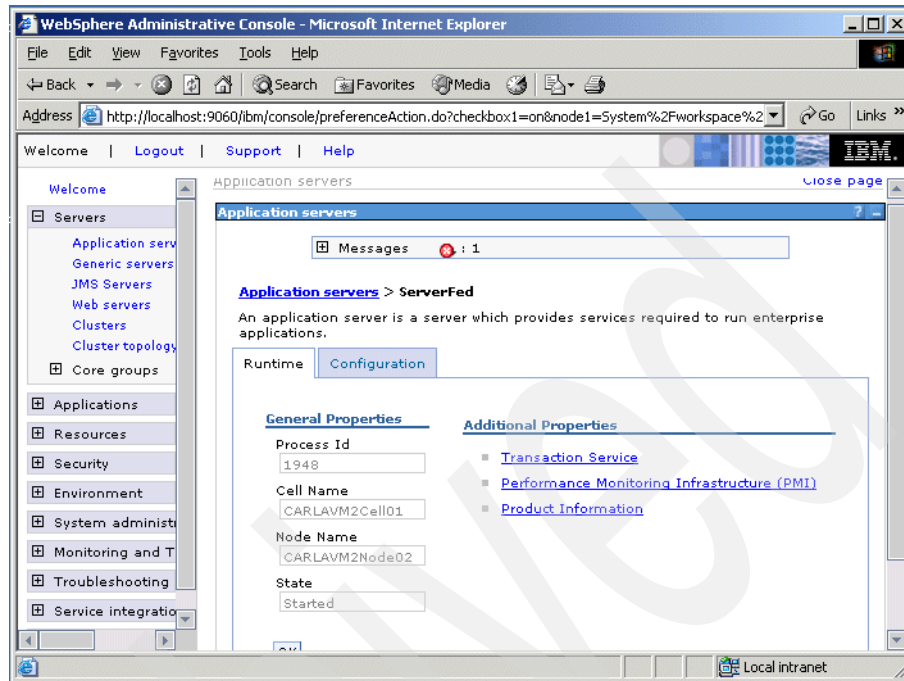 WebSphere Administrative Console - Microsoft Internet Explorer
File Edit View Favorites Tools Help
Back Search Favorites Media
Address http://localhost:9060/ibm/console/preferenceAction.do?checkbox1=on&node1=System%2Fworkspace%2 Go Links »
Welcome | Logout | Support | Help IBM.
Welcome
Servers
Application serv
Generic servers
JMS Servers
Web servers
Clusters
Cluster topology
Core groups
Applications
Resources
Security
Environment
System administr
Monitoring and T
Troubleshooting
Service integratio
Application servers Close page
Application servers ? -
Messages : 1
Application servers > ServerFed
An application server is a server which provides services required to run enterprise
applications.
Runtime Configuration
General Properties
Process Id
1948
Cell Name
CARLAVM2Cell01
Node Name
CARLAVM2Node02
State
Started
OK
Additional Properties
Transaction Service
Performance Monitoring Infrastructure (PMI)
Product Information
Local intranet